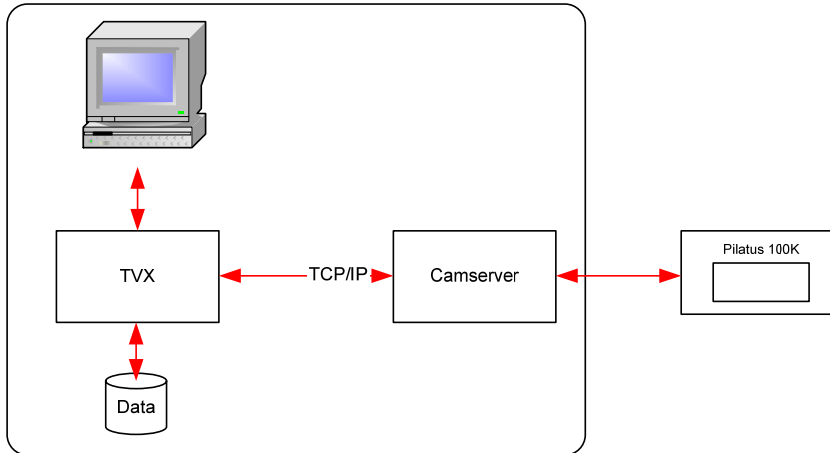 Pilatus 100K
TVX
TCP/IP
Camserver
Data